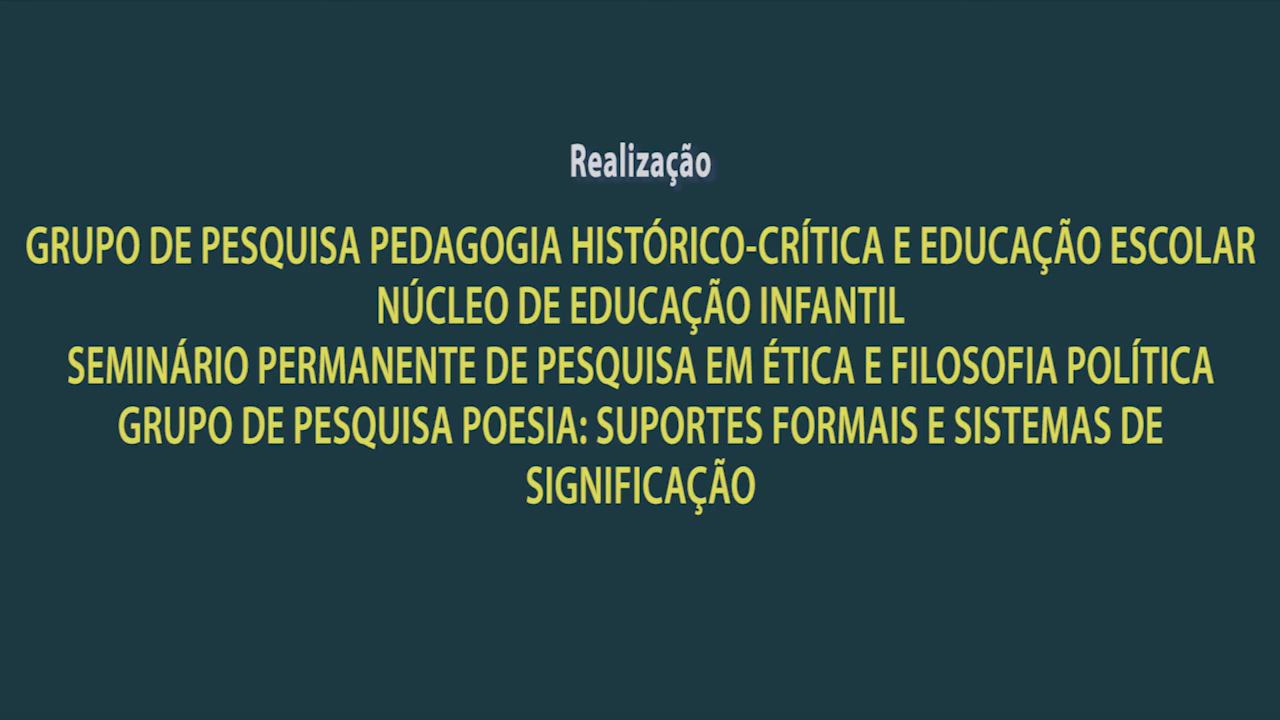 Realização
GRUPO DE PESQUISA PEDAGOGIA HISTÓRICO-CRÍTICA E EDUCAÇÃO ESCOLAR
NÚCLEO DE EDUCAÇÃO INFANTIL
SEMINÁRIO PERMANENTE DE PESQUISA EM ÉTICA E FILOSOFIA POLÍTICA
GRUPO DE PESQUISA POESIA: SUPORTES FORMAIS E SISTEMAS DE
SIGNIFICAÇÃO